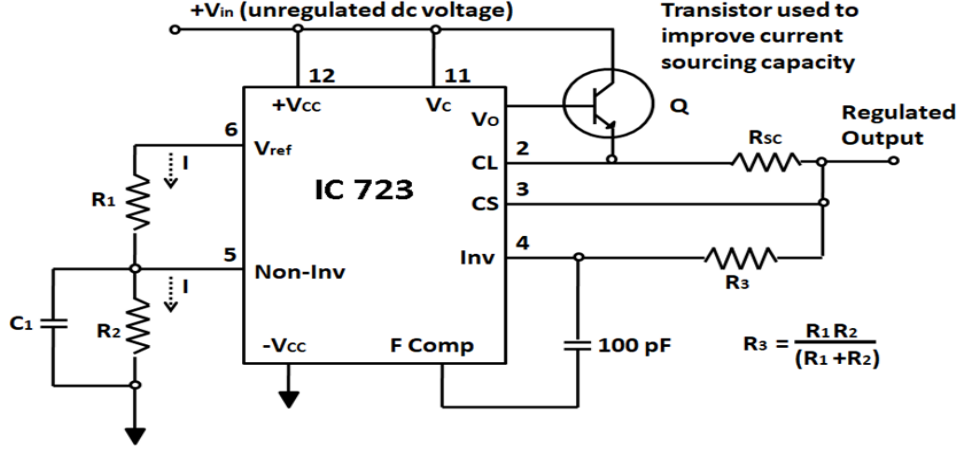 +Vin (unregulated dc voltage)
Transistor used to
improve current
sourcing capacity
12
11
+Vcc
Vc
Vo
Q
Regulated
Output
6
Vref
I
2
CL
Rsc
IC 723
R1
3
CS
5
Non-Inv
4
Inv
R3
I
C1
R2
-Vcc
F Comp
100 pF
R3 = R1 R2
(R1 +R2)